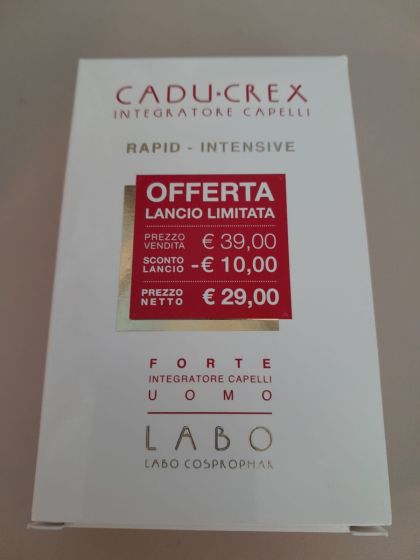 CADU·CREX
INTEGRATORE CAPELLI
RAPID - INTENSIVE
OFFERTA
LANCIO LIMITATA
PREZZO VENDITA € 39,00
SCONTO LANCIO -€ 10,00
PREZZO NETTO € 29,00
FORTE
INTEGRATORE CAPELLI
UOMO
LABO
LABO COSPROPHAR